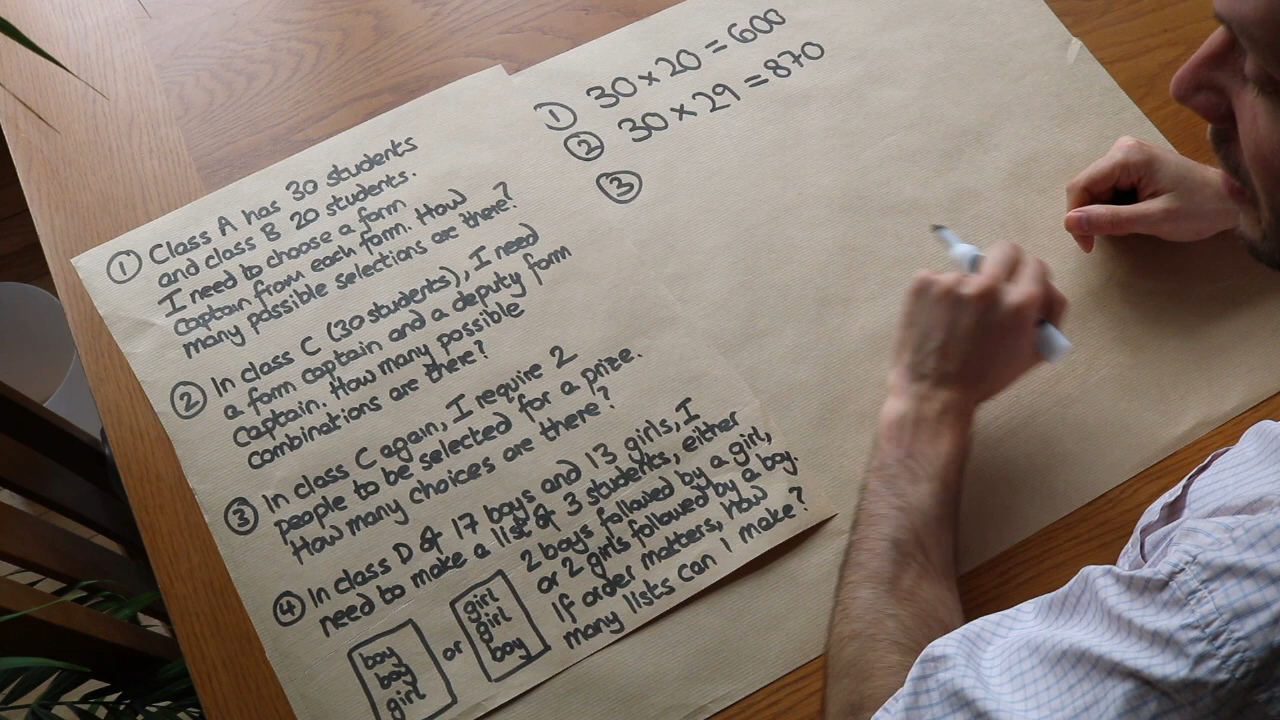 ① Class A has 30 students
and class B 20 students.
I need to choose a form
captain from each form. How
many possible selections are there?
② In class C (30 students), I need
a form captain and a deputy form
captain. How many possible
combinations are there?
③ In class C again, I require 2
people to be selected for a prize.
How many choices are there?
④ In class D of 17 boys and 13 girls, I
need to make a list of 3 students, either
2 boys followed by a girl,
or 2 girls followed by a boy.
If order matters, how
many lists can I make?
boy
boy
girl
or
girl
girl
boy
① 30 × 20 = 600
② 30 × 29 = 870
③